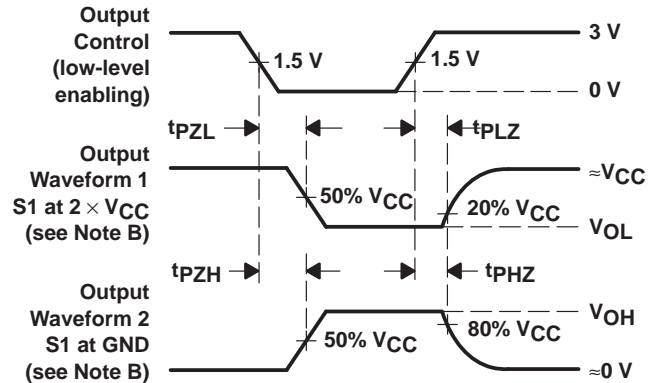 Output
Control
(low-level
enabling)
1.5 V
1.5 V
3 V
0 V
tPZL
tPLZ
Output
Waveform 1
S1 at 2 × VCC
(see Note B)
50% VCC
20% VCC
≈VCC
VOL
tPZH
tPHZ
Output
Waveform 2
S1 at GND
(see Note B)
50% VCC
80% VCC
VOH
≈0 V